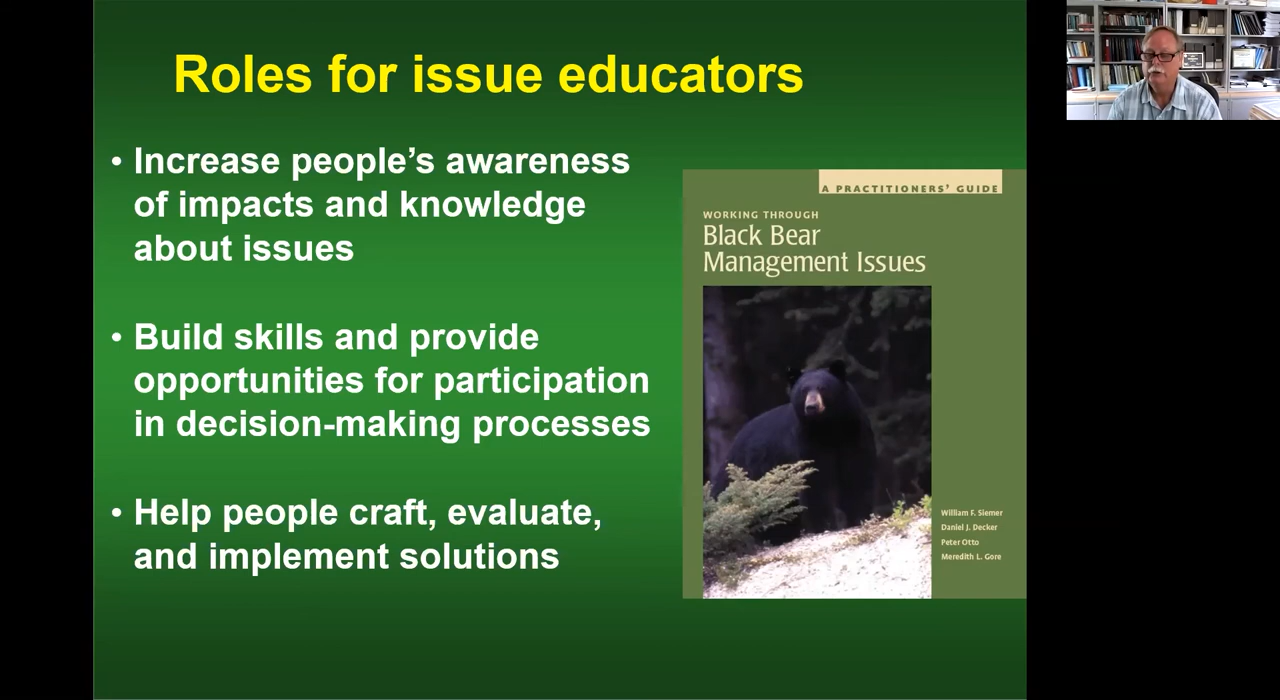 Roles for issue educators
• Increase people’s awareness
of impacts and knowledge
about issues
• Build skills and provide
opportunities for participation
in decision-making processes
• Help people craft, evaluate,
and implement solutions
A PRACTITIONERS’ GUIDE
WORKING THROUGH
Black Bear
Management Issues
William F. Siemer
Daniel J. Decker
Peter Otto
Meredith L. Gore